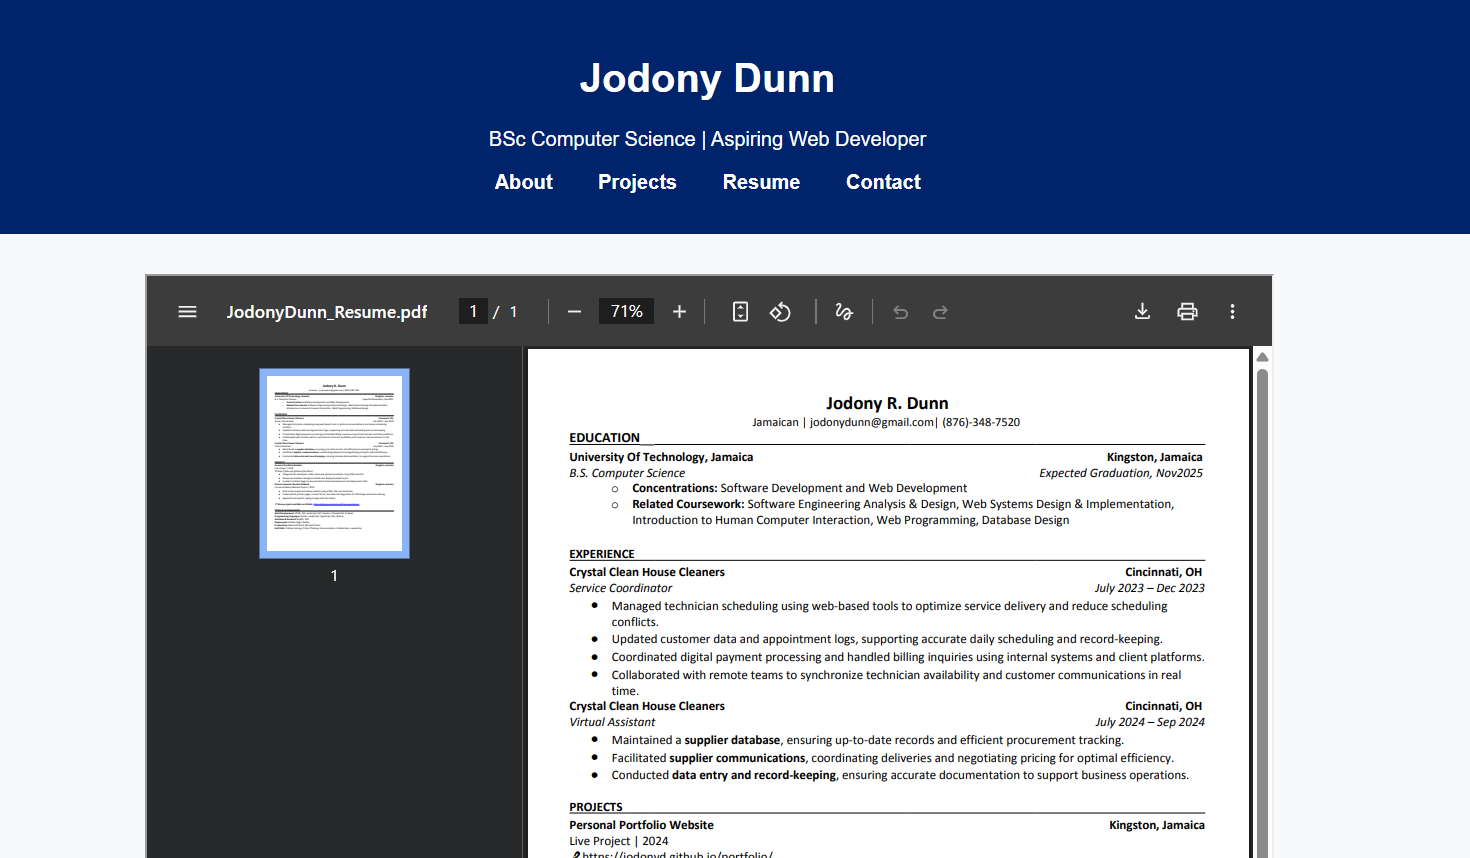 Jodony Dunn
BSc Computer Science | Aspiring Web Developer
About Projects Resume Contact
JodonyDunn_Resume.pdf 1 / 1 71%
1
Jodony R. Dunn
Jamaican | jodonydunn@gmail.com| (876)-348-7520
EDUCATION
University Of Technology, Jamaica Kingston, Jamaica
B.S. Computer Science Expected Graduation, Nov2025
○ Concentrations: Software Development and Web Development
○ Related Coursework: Software Engineering Analysis & Design, Web Systems Design & Implementation,
Introduction to Human Computer Interaction, Web Programming, Database Design
EXPERIENCE
Crystal Clean House Cleaners Cincinnati, OH
Service Coordinator July 2023 – Dec 2023
● Managed technician scheduling using web-based tools to optimize service delivery and reduce scheduling
conflicts.
● Updated customer data and appointment logs, supporting accurate daily scheduling and record-keeping.
● Coordinated digital payment processing and handled billing inquiries using internal systems and client platforms.
● Collaborated with remote teams to synchronize technician availability and customer communications in real
time.
Crystal Clean House Cleaners Cincinnati, OH
Virtual Assistant July 2024 – Sep 2024
● Maintained a supplier database, ensuring up-to-date records and efficient procurement tracking.
● Facilitated supplier communications, coordinating deliveries and negotiating pricing for optimal efficiency.
● Conducted data entry and record-keeping, ensuring accurate documentation to support business operations.
PROJECTS
Personal Portfolio Website Kingston, Jamaica
Live Project | 2024
https://jodonyd.github.io/portfolio/